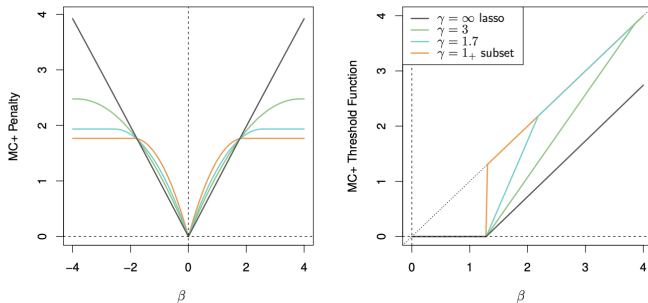 MC+ Penalty
4
3
2
1
0
−4 −2 0 2 4
β
γ = ∞ lasso
γ = 3
γ = 1.7
γ = 1+ subset
MC+ Threshold Function
4
3
2
1
0
0 1 2 3 4
β